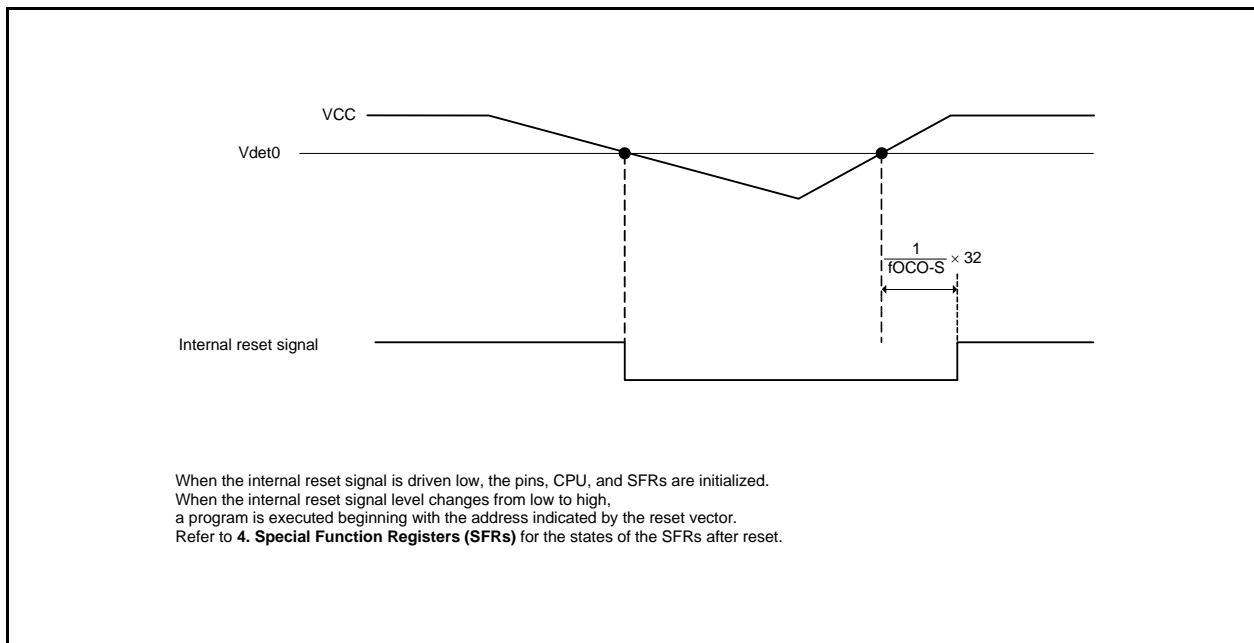 VCC
Vdet0
1
fOCO-S × 32
Internal reset signal
When the internal reset signal is driven low, the pins, CPU, and SFRs are initialized.
When the internal reset signal level changes from low to high,
a program is executed beginning with the address indicated by the reset vector.
Refer to 4. Special Function Registers (SFRs) for the states of the SFRs after reset.